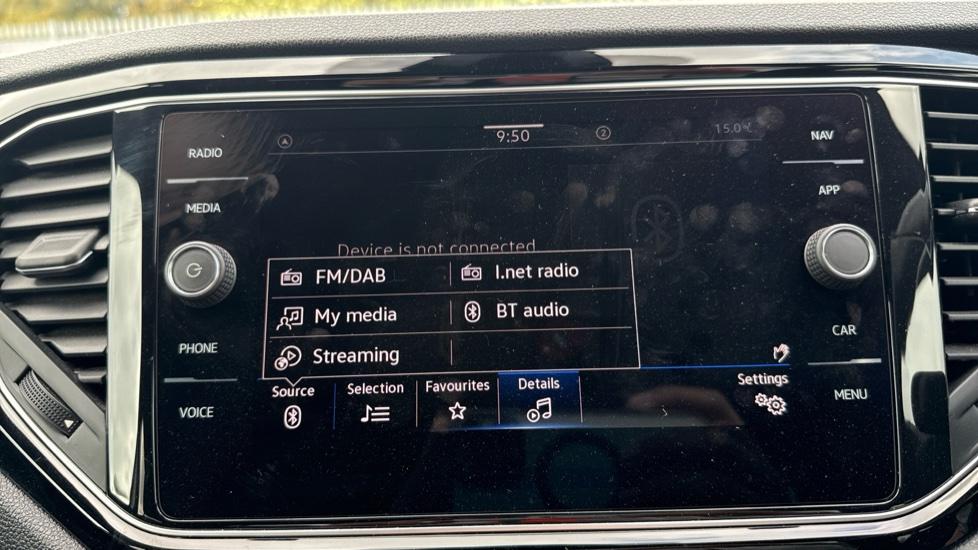 RADIO
MEDIA
PHONE
VOICE
9:50
2
15.0°C
NAV
APP
CAR
MENU
Device is not connected
FM/DAB
I.net radio
My media
BT audio
Streaming
Source
Selection
Favourites
Details
Settings